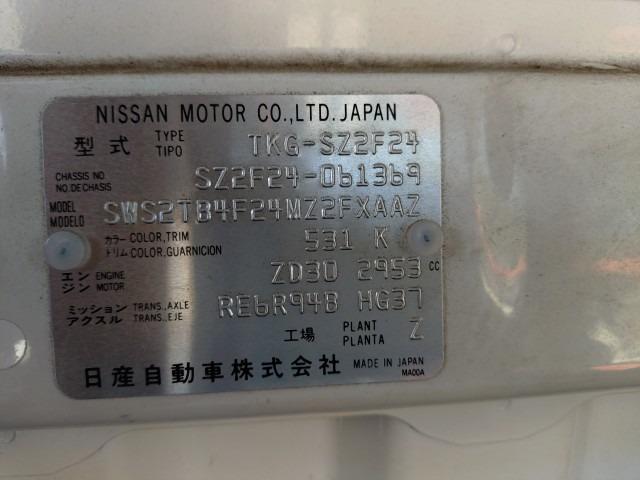 NISSAN MOTOR CO.,LTD. JAPAN
型式 TYPE TIPO TKG-SZ2F24
CHASSIS NO NO.DE CHASIS SZ2F24-061369
MODEL MODELO SWS2TB4F24MZ2FXAAZ
カラー COLOR,TRIM トリム COLOR,GUARNICION 531 K
エンジン ENGINE MOTOR ZD30 2953 CC
ミッション TRANS.,AXLE アクスル TRANS.,EJE RE6R94B HG37
工場 PLANT PLANTA Z
日産自動車株式会社 MADE IN JAPAN
MA00A